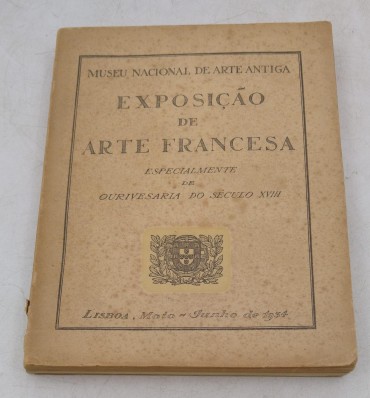 MUSEU NACIONAL DE ARTE ANTIGA
EXPOSIÇÃO
DE
ARTE FRANCESA
ESPECIALMENTE
DE
OURIVESARIA DO SÉCULO XVIII
LISBOA, Maio - Junho de 1934